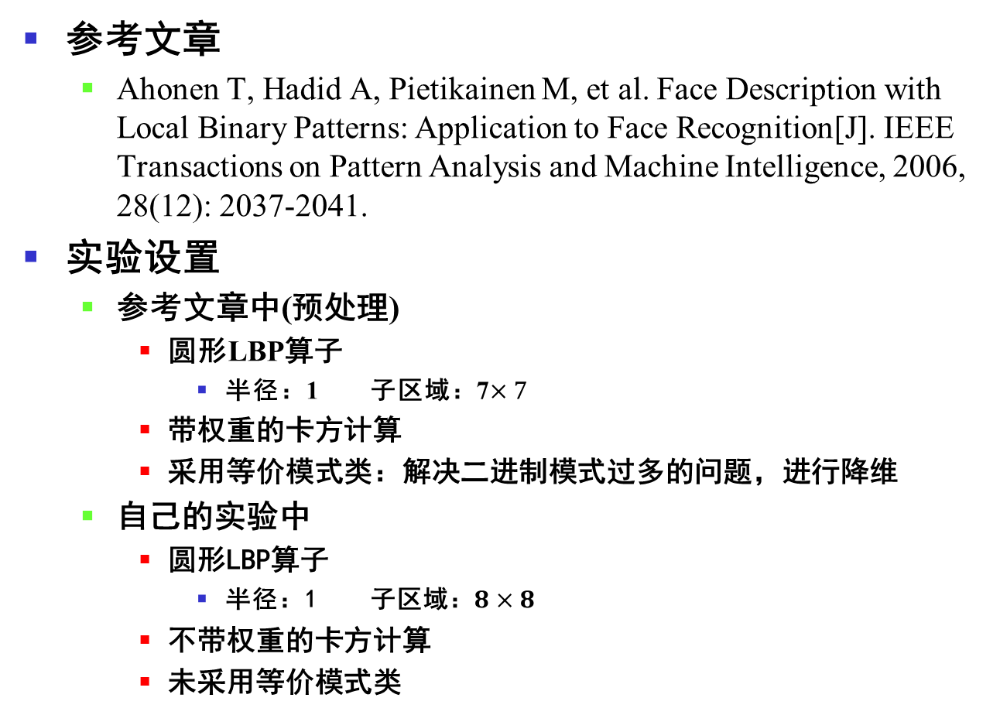 参考文章
Ahonen T, Hadid A, Pietikainen M, et al. Face Description with
Local Binary Patterns: Application to Face Recognition[J]. IEEE
Transactions on Pattern Analysis and Machine Intelligence, 2006,
28(12): 2037-2041.
实验设置
参考文章中(预处理)
圆形LBP算子
半径：1 子区域：7× 7
带权重的卡方计算
采用等价模式类：解决二进制模式过多的问题，进行降维
自己的实验中
圆形LBP算子
半径：1 子区域：8 × 8
不带权重的卡方计算
未采用等价模式类